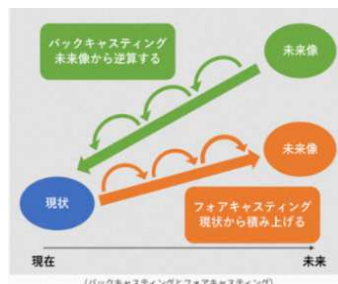 バックキャスティング
未来像から逆算する
未来像
未来像
現状
フォアキャスティング
現状から積み上げる
現在
未来
(バックキャスティングとフォアキャスティング)